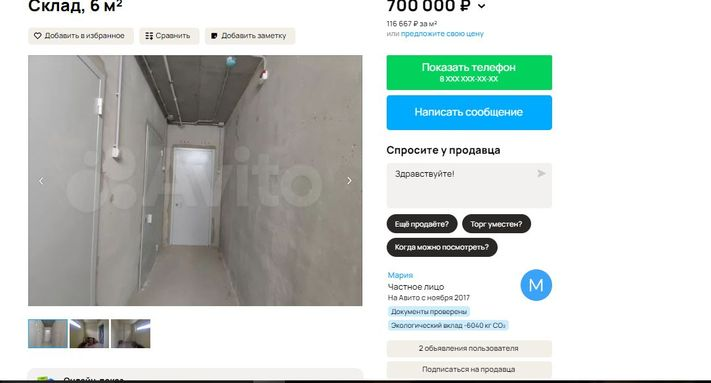 Склад, 6 м²
700 000 ₽
116 667 ₽ за м²
или предложите свою цену
Добавить в избранное
Сравнить
Добавить заметку
Показать телефон
8 XXX XXX-XX-XX
Написать сообщение
Avito
Спросите у продавца
Здравствуйте!
Ещё продаёте?
Торг уместен?
Когда можно посмотреть?
Мария
Частное лицо
На Авито с ноября 2017
М
Документы проверены
Экологический вклад -6040 кг CO₂
2 объявления пользователя
Подписаться на продавца